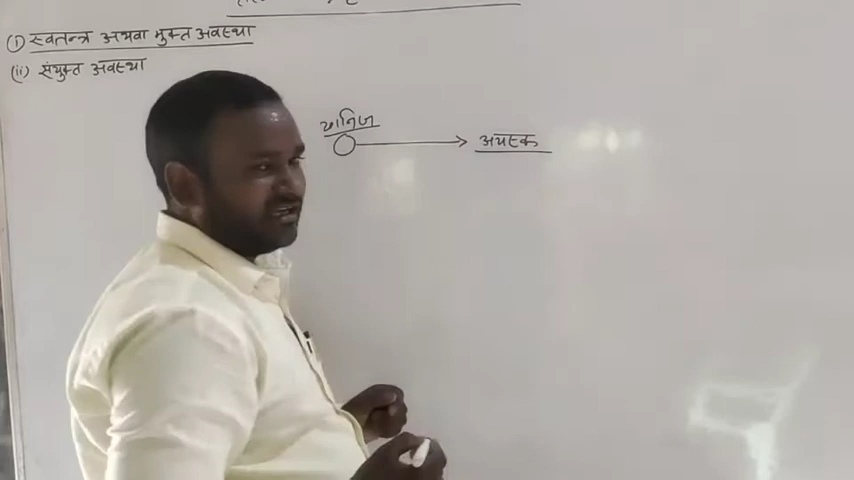 (i) स्वतन्त्र अथवा मुक्त अवस्था
(ii) संयुक्त अवस्था
खनिज
अयस्क